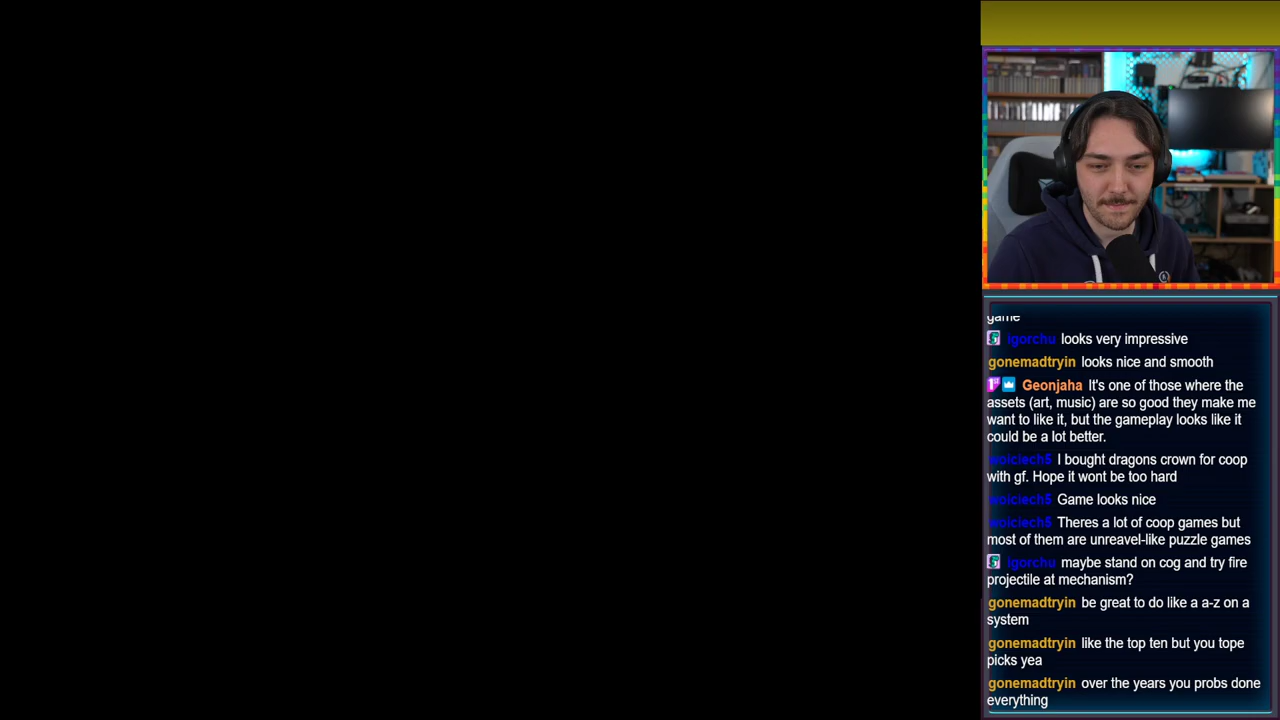 game
igorchu looks very impressive
gonemadtryin looks nice and smooth
Geonjaha It's one of those where the
assets (art, music) are so good they make me
want to like it, but the gameplay looks like it
could be a lot better.
woiciech5 I bought dragons crown for coop
with gf. Hope it wont be too hard
woiciech5 Game looks nice
woiciech5 Theres a lot of coop games but
most of them are unreavel-like puzzle games
igorchu maybe stand on cog and try fire
projectile at mechanism?
gonemadtryin be great to do like a a-z on a
system
gonemadtryin like the top ten but you tope
picks yea
gonemadtryin over the years you probs done
everything